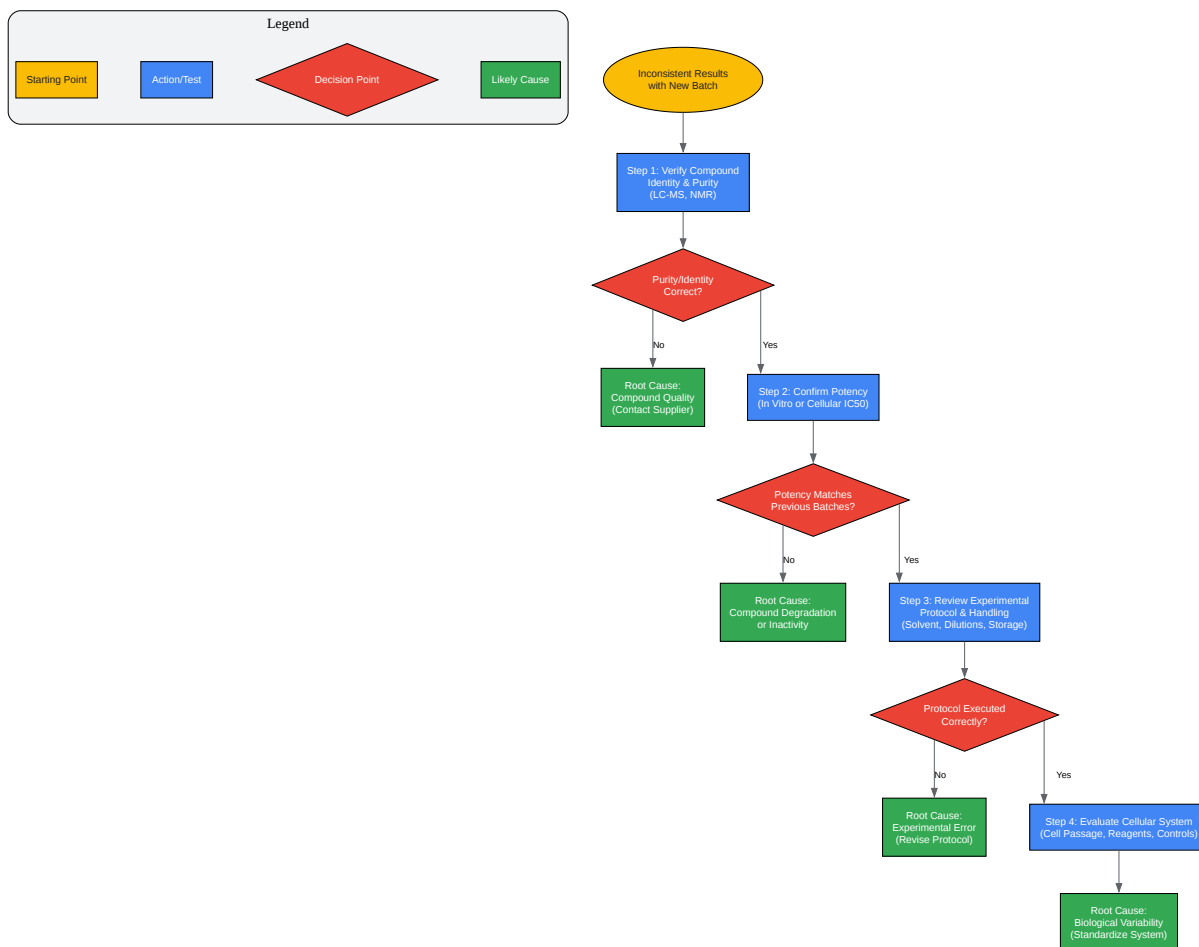 Legend
Starting Point
Action/Test
Decision Point
Likely Cause
Inconsistent Results
with New Batch
Step 1: Verify Compound
Identity & Purity
(LC-MS, NMR)
Purity/Identity
Correct?
No
Yes
Root Cause:
Compound Quality
(Contact Supplier)
Step 2: Confirm Potency
(In Vitro or Cellular IC50)
Potency Matches
Previous Batches?
No
Yes
Root Cause:
Compound Degradation
or Inactivity
Step 3: Review Experimental
Protocol & Handling
(Solvent, Dilutions, Storage)
Protocol Executed
Correctly?
No
Yes
Root Cause:
Experimental Error
(Revise Protocol)
Step 4: Evaluate Cellular System
(Cell Passage, Reagents, Controls)
Root Cause:
Biological Variability
(Standardize System)